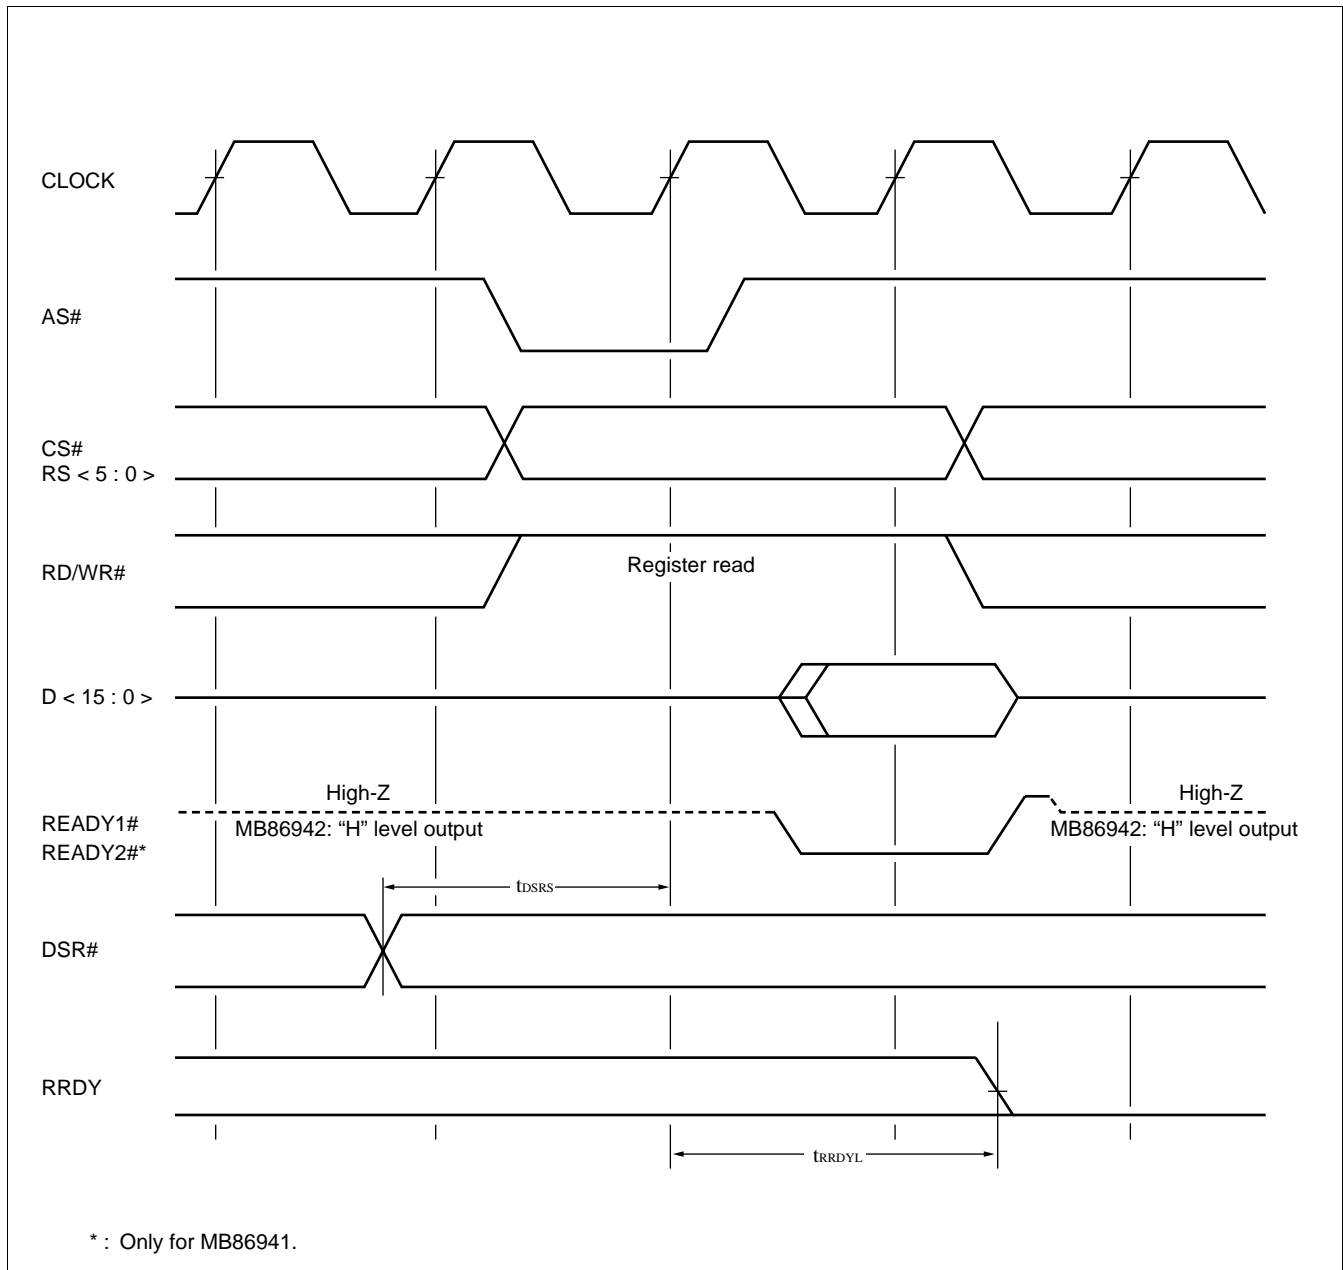 CLOCK
AS#
CS#
RS < 5 : 0 >
RD/WR#
Register read
D < 15 : 0 >
High-Z
High-Z
READY1#
MB86942: “H” level output
MB86942: “H” level output
READY2#*
tDSRS
DSR#
RRDY
tRRDYL
* : Only for MB86941.